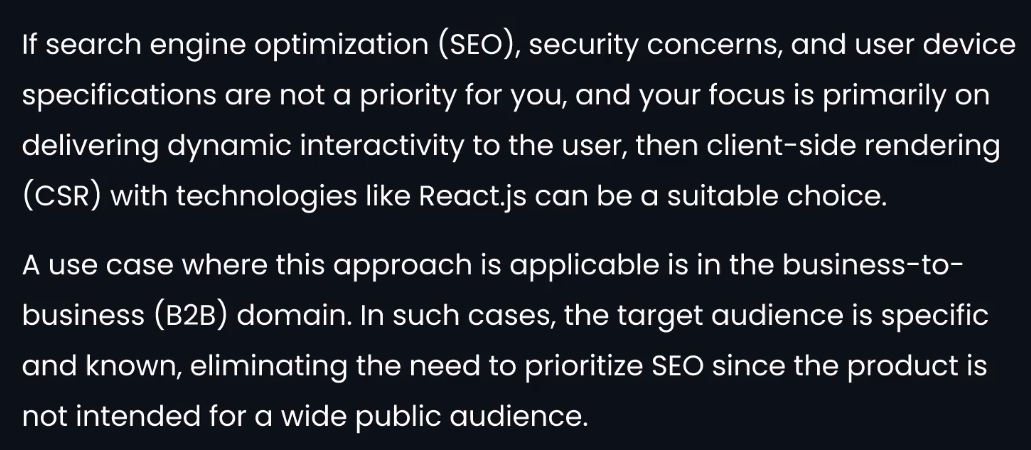 If search engine optimization (SEO), security concerns, and user device
specifications are not a priority for you, and your focus is primarily on
delivering dynamic interactivity to the user, then client-side rendering
(CSR) with technologies like React.js can be a suitable choice.
A use case where this approach is applicable is in the business-to-
business (B2B) domain. In such cases, the target audience is specific
and known, eliminating the need to prioritize SEO since the product is
not intended for a wide public audience.